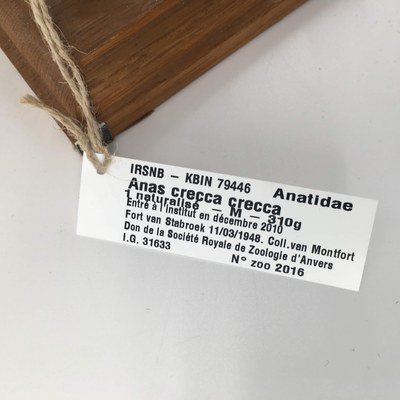 IRSNB – KBIN 79446 Anatidae
Anas crecca crecca
1 naturalisé – M – 310g
Entré à l'institut en décembre 2010
Fort van Stabroek 11/03/1948. Coll.van Montfort
Don de la Société Royale de Zoologie d'Anvers
I.G. 31633 N° zoo 2016